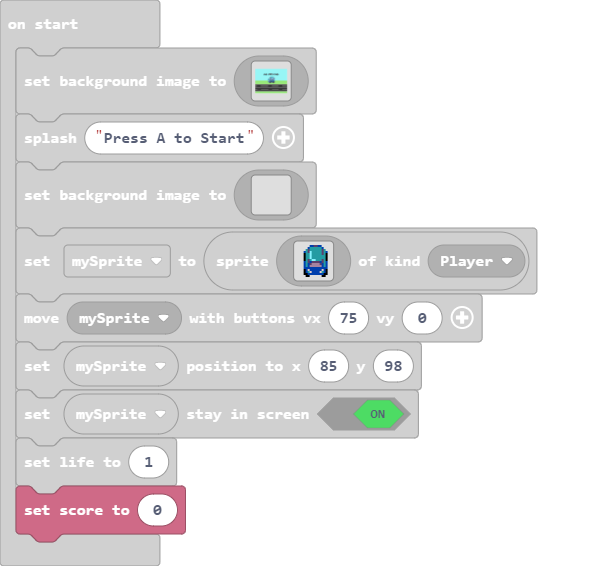 on start
set background image to
splash "Press A to Start"
set background image to
set mySprite to sprite of kind Player
move mySprite with buttons vx 75 vy 0
set mySprite position to x 85 y 98
set mySprite stay in screen ON
set life to 1
set score to 0